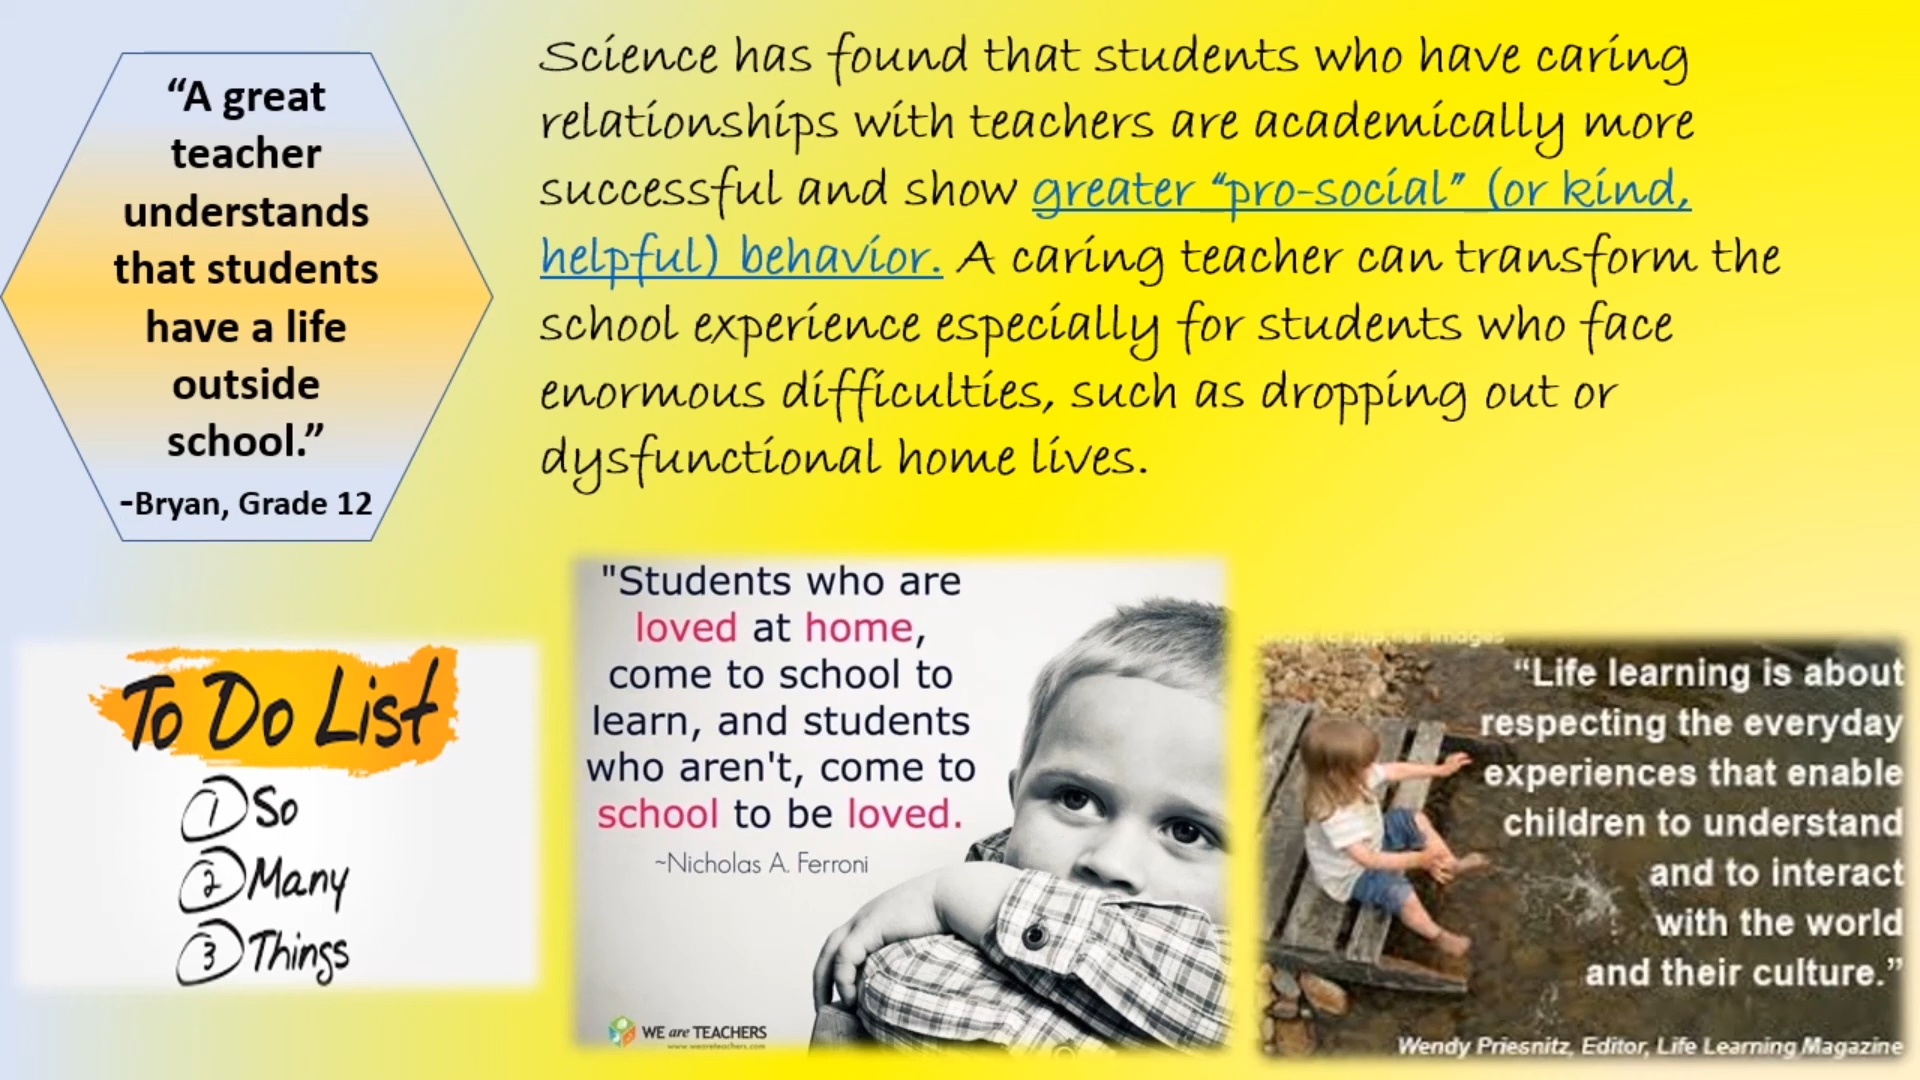 “A great
teacher
understands
that students
have a life
outside
school.”
-Bryan, Grade 12
Science has found that students who have caring
relationships with teachers are academically more
successful and show greater “pro-social” (or kind,
helpful) behavior. A caring teacher can transform the
school experience especially for students who face
enormous difficulties, such as dropping out or
dysfunctional home lives.
To Do List
1 So
2 Many
3 Things
"Students who are
loved at home,
come to school to
learn, and students
who aren't, come to
school to be loved.
~Nicholas A. Ferroni
WE are TEACHERS
www.weareteachers.com
“Life learning is about
respecting the everyday
experiences that enable
children to understand
and to interact
with the world
and their culture.”
Wendy Priesnitz, Editor, Life Learning Magazine